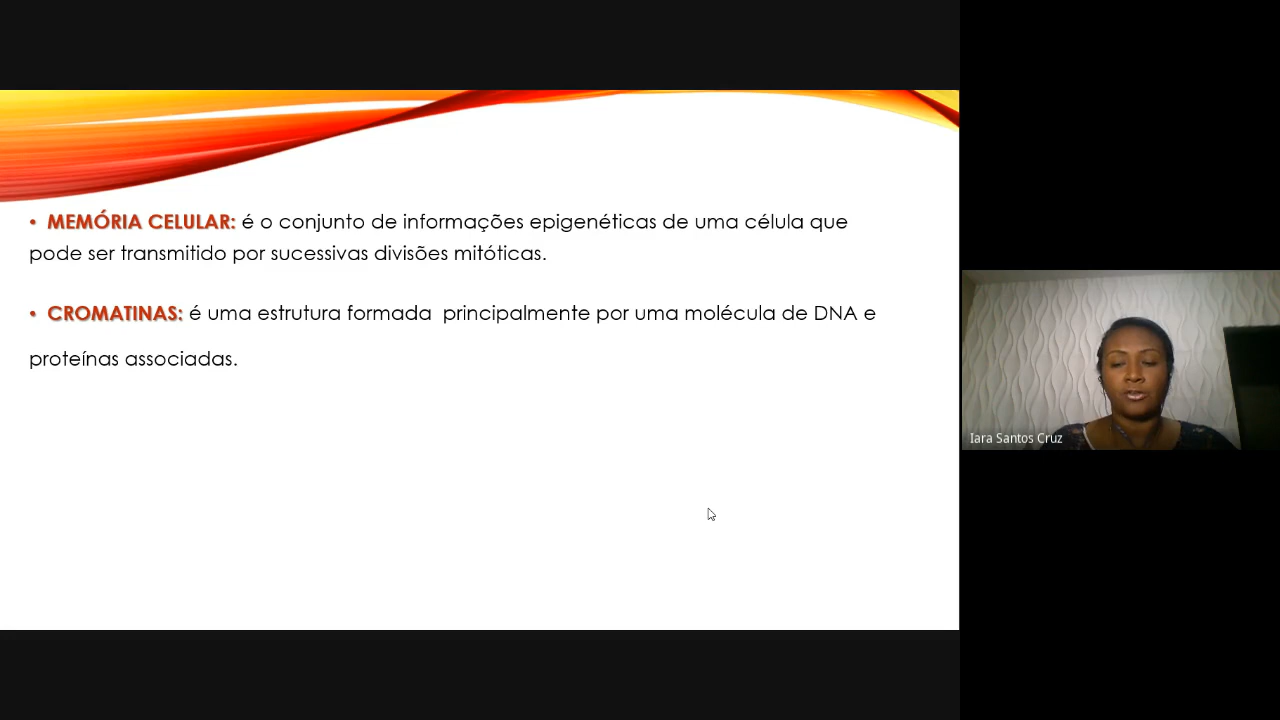 • MEMÓRIA CELULAR: é o conjunto de informações epigenéticas de uma célula que
pode ser transmitido por sucessivas divisões mitóticas.
• CROMATINAS: é uma estrutura formada  principalmente por uma molécula de DNA e
proteínas associadas.
Iara Santos Cruz